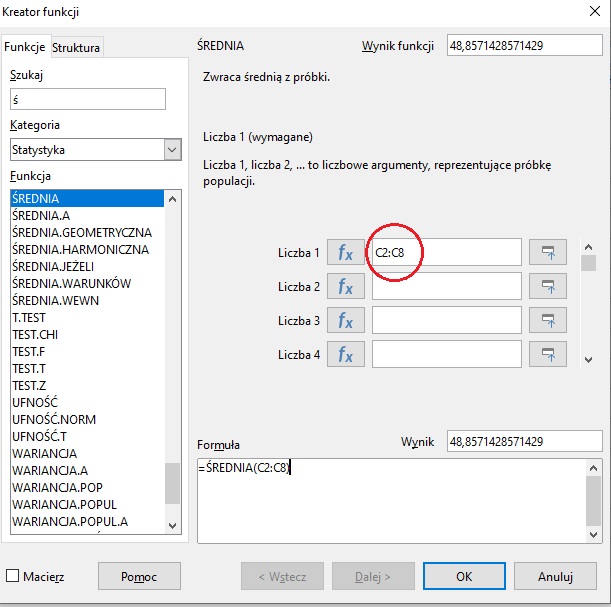 Kreator funkcji
Funkcje
Struktura
Szukaj
ś
Kategoria
Statystyka
Funkcja
ŚREDNIA
ŚREDNIA.A
ŚREDNIA.GEOMETRYCZNA
ŚREDNIA.HARMONICZNA
ŚREDNIA.JEŻELI
ŚREDNIA.WARUNKÓW
ŚREDNIA.WEWN
T.TEST
TEST.CHI
TEST.F
TEST.T
TEST.Z
UFNOŚĆ
UFNOŚĆ.NORM
UFNOŚĆ.T
WARIANCJA
WARIANCJA.A
WARIANCJA.POP
WARIANCJA.POPUL
WARIANCJA.POPUL.A
ŚREDNIA
Wynik funkcji
48,8571428571429
Zwraca średnią z próbki.
Liczba 1 (wymagane)
Liczba 1, liczba 2, ... to liczbowe argumenty, reprezentujące próbkę
populacji.
Liczba 1 fx C2:C8
Liczba 2 fx
Liczba 3 fx
Liczba 4 fx
Formuła
Wynik
48,8571428571429
=ŚREDNIA(C2:C8)
Macierz
Pomoc
< Wstecz
Dalej >
OK
Anuluj